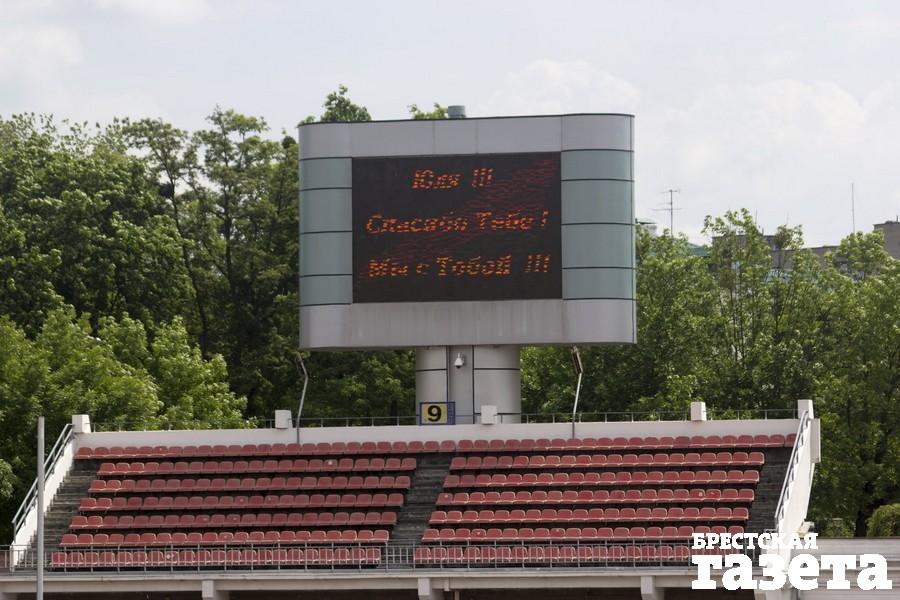 Юля !!!
Спасибо Тебе !
Мы с Тобой !!!
9
БРЕСТСКАЯ
газета